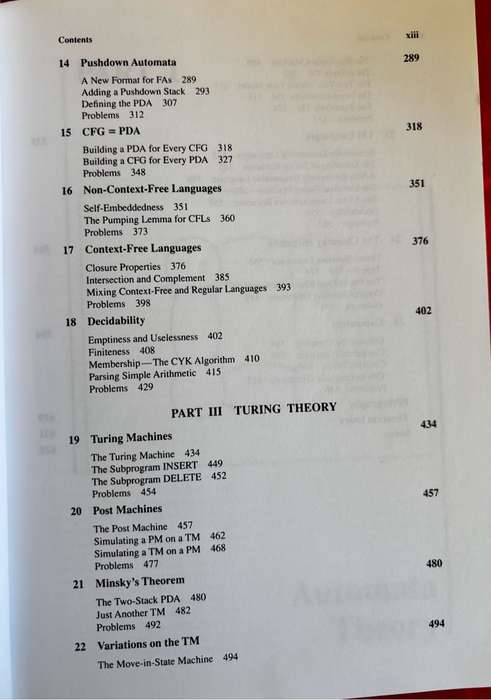 Contents xiii
14 Pushdown Automata 289
A New Format for FAs 289
Adding a Pushdown Stack 293
Defining the PDA 307
Problems 312
15 CFG = PDA 318
Building a PDA for Every CFG 318
Building a CFG for Every PDA 327
Problems 348
16 Non-Context-Free Languages 351
Self-Embeddedness 351
The Pumping Lemma for CFLs 360
Problems 373
17 Context-Free Languages 376
Closure Properties 376
Intersection and Complement 385
Mixing Context-Free and Regular Languages 393
Problems 398
18 Decidability 402
Emptiness and Uselessness 402
Finiteness 408
Membership—The CYK Algorithm 410
Parsing Simple Arithmetic 415
Problems 429
PART III TURING THEORY
19 Turing Machines 434
The Turing Machine 434
The Subprogram INSERT 449
The Subprogram DELETE 452
Problems 454
20 Post Machines 457
The Post Machine 457
Simulating a PM on a TM 462
Simulating a TM on a PM 468
Problems 477
21 Minsky's Theorem 480
The Two-Stack PDA 480
Just Another TM 482
Problems 492
22 Variations on the TM 494
The Move-in-State Machine 494